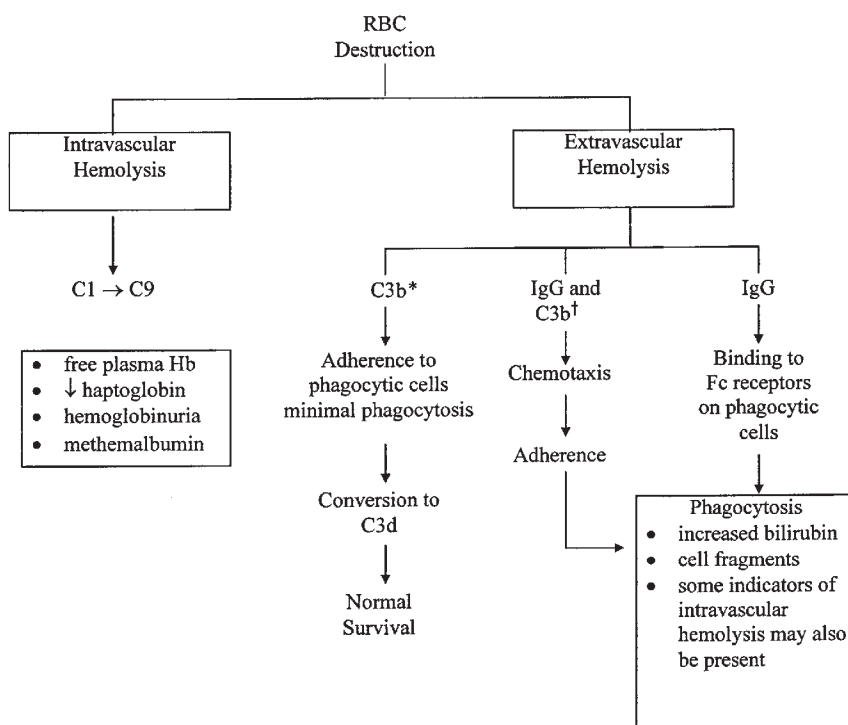 RBC
Destruction
Intravascular
Hemolysis
Extravascular
Hemolysis
C1 → C9
C3b*
IgG and
C3b†
IgG
• free plasma Hb
• ↓ haptoglobin
• hemoglobinuria
• methemalbumin
Adherence to
phagocytic cells
minimal phagocytosis
Conversion to
C3d
Normal
Survival
Chemotaxis
Adherence
Binding to
Fc receptors
on phagocytic
cells
Phagocytosis
• increased bilirubin
• cell fragments
• some indicators of
intravascular
hemolysis may also
be present